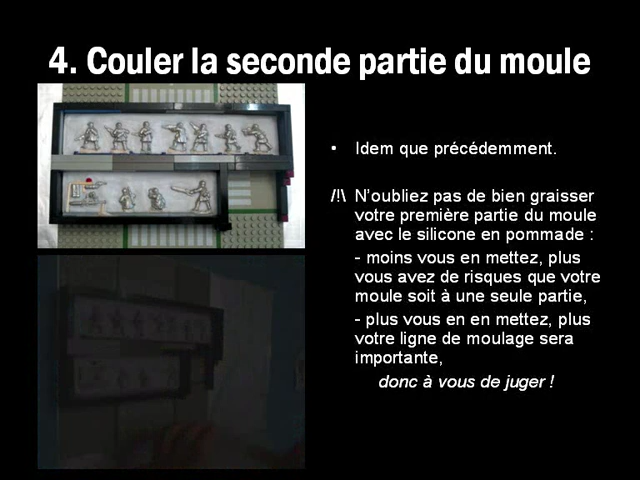 4. Couler la seconde partie du moule
• Idem que précédemment.
/!\ N'oubliez pas de bien graisser
votre première partie du moule
avec le silicone en pommade :
- moins vous en mettez, plus
vous avez de risques que votre
moule soit à une seule partie,
- plus vous en en mettez, plus
votre ligne de moulage sera
importante,
donc à vous de juger !